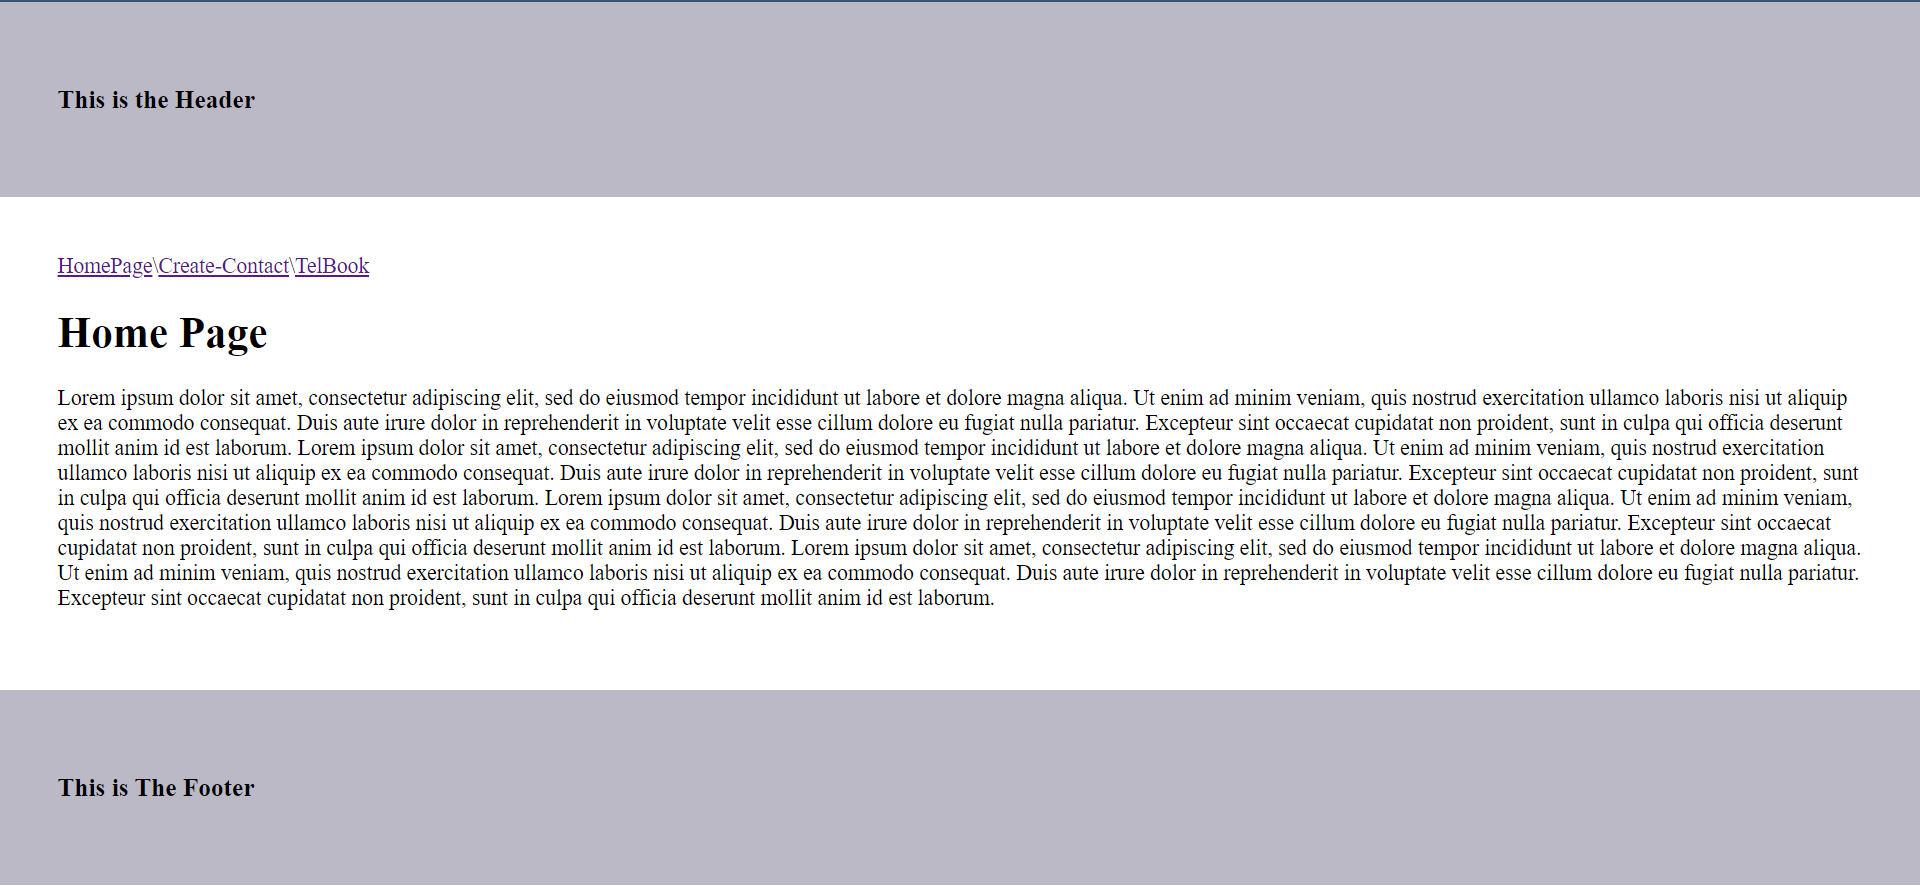 This is the Header
HomePage\Create-Contact\TelBook
Home Page
Lorem ipsum dolor sit amet, consectetur adipiscing elit, sed do eiusmod tempor incididunt ut labore et dolore magna aliqua. Ut enim ad minim veniam, quis nostrud exercitation ullamco laboris nisi ut aliquip
ex ea commodo consequat. Duis aute irure dolor in reprehenderit in voluptate velit esse cillum dolore eu fugiat nulla pariatur. Excepteur sint occaecat cupidatat non proident, sunt in culpa qui officia deserunt
mollit anim id est laborum. Lorem ipsum dolor sit amet, consectetur adipiscing elit, sed do eiusmod tempor incididunt ut labore et dolore magna aliqua. Ut enim ad minim veniam, quis nostrud exercitation
ullamco laboris nisi ut aliquip ex ea commodo consequat. Duis aute irure dolor in reprehenderit in voluptate velit esse cillum dolore eu fugiat nulla pariatur. Excepteur sint occaecat cupidatat non proident, sunt
in culpa qui officia deserunt mollit anim id est laborum. Lorem ipsum dolor sit amet, consectetur adipiscing elit, sed do eiusmod tempor incididunt ut labore et dolore magna aliqua. Ut enim ad minim veniam,
quis nostrud exercitation ullamco laboris nisi ut aliquip ex ea commodo consequat. Duis aute irure dolor in reprehenderit in voluptate velit esse cillum dolore eu fugiat nulla pariatur. Excepteur sint occaecat
cupidatat non proident, sunt in culpa qui officia deserunt mollit anim id est laborum. Lorem ipsum dolor sit amet, consectetur adipiscing elit, sed do eiusmod tempor incididunt ut labore et dolore magna aliqua.
Ut enim ad minim veniam, quis nostrud exercitation ullamco laboris nisi ut aliquip ex ea commodo consequat. Duis aute irure dolor in reprehenderit in voluptate velit esse cillum dolore eu fugiat nulla pariatur.
Excepteur sint occaecat cupidatat non proident, sunt in culpa qui officia deserunt mollit anim id est laborum.
This is The Footer